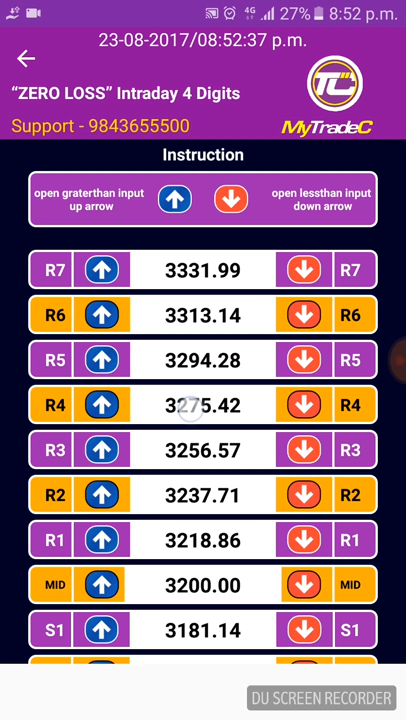 4G 27% 8:52 p.m.
23-08-2017/08:52:37 p.m.
"ZERO LOSS" Intraday 4 Digits
TC
Support - 9843655500
MyTradeC
Instruction
open graterthan input
up arrow
open lessthan input
down arrow
R7 3331.99 R7
R6 3313.14 R6
R5 3294.28 R5
R4 3275.42 R4
R3 3256.57 R3
R2 3237.71 R2
R1 3218.86 R1
MID 3200.00 MID
S1 3181.14 S1
DU SCREEN RECORDER